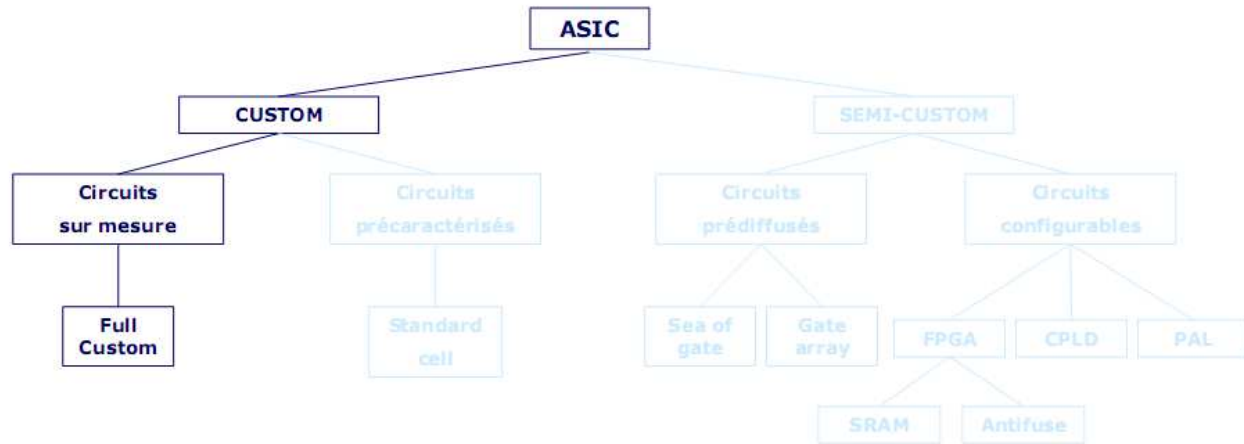 ASIC
CUSTOM
SEMI-CUSTOM
Circuits
sur mesure
Circuits
précaractérisés
Circuits
prédiffusés
Circuits
configurables
Full
Custom
Standard
cell
Sea of
gate
Gate
array
FPGA
CPLD
PAL
SRAM
Antifuse